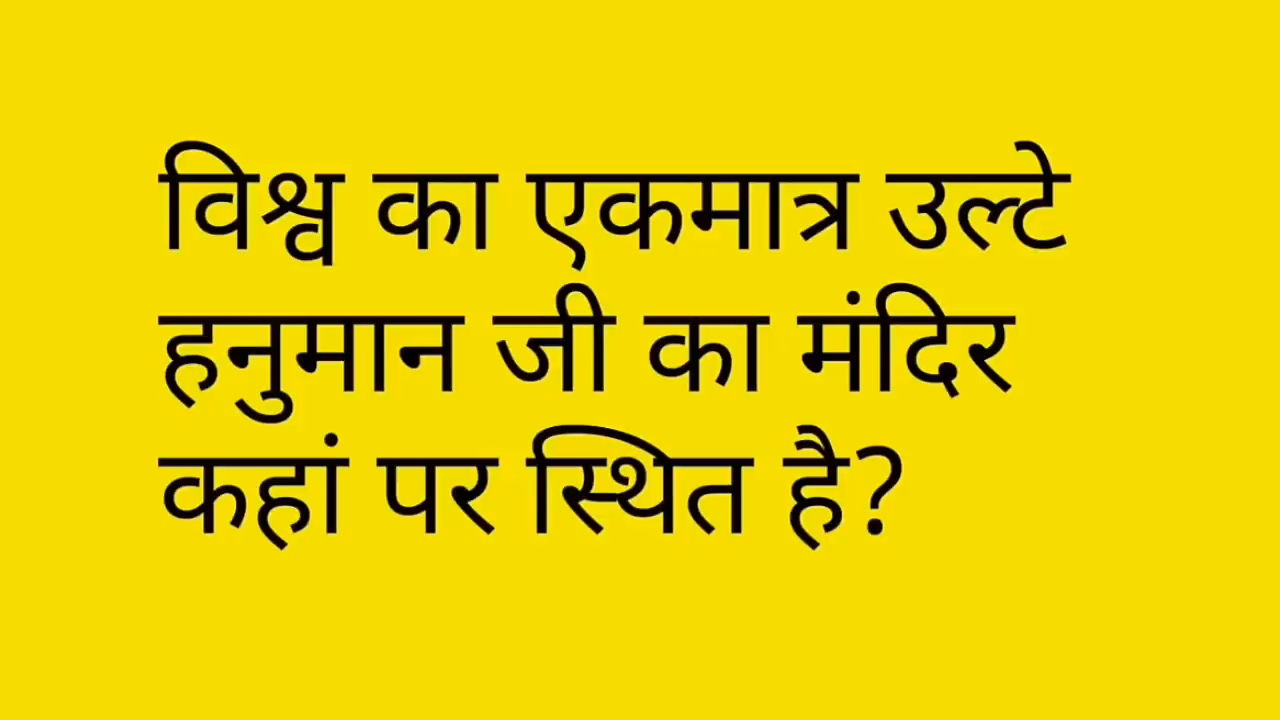 विश्व का एकमात्र उल्टे
हनुमान जी का मंदिर
कहां पर स्थित है?